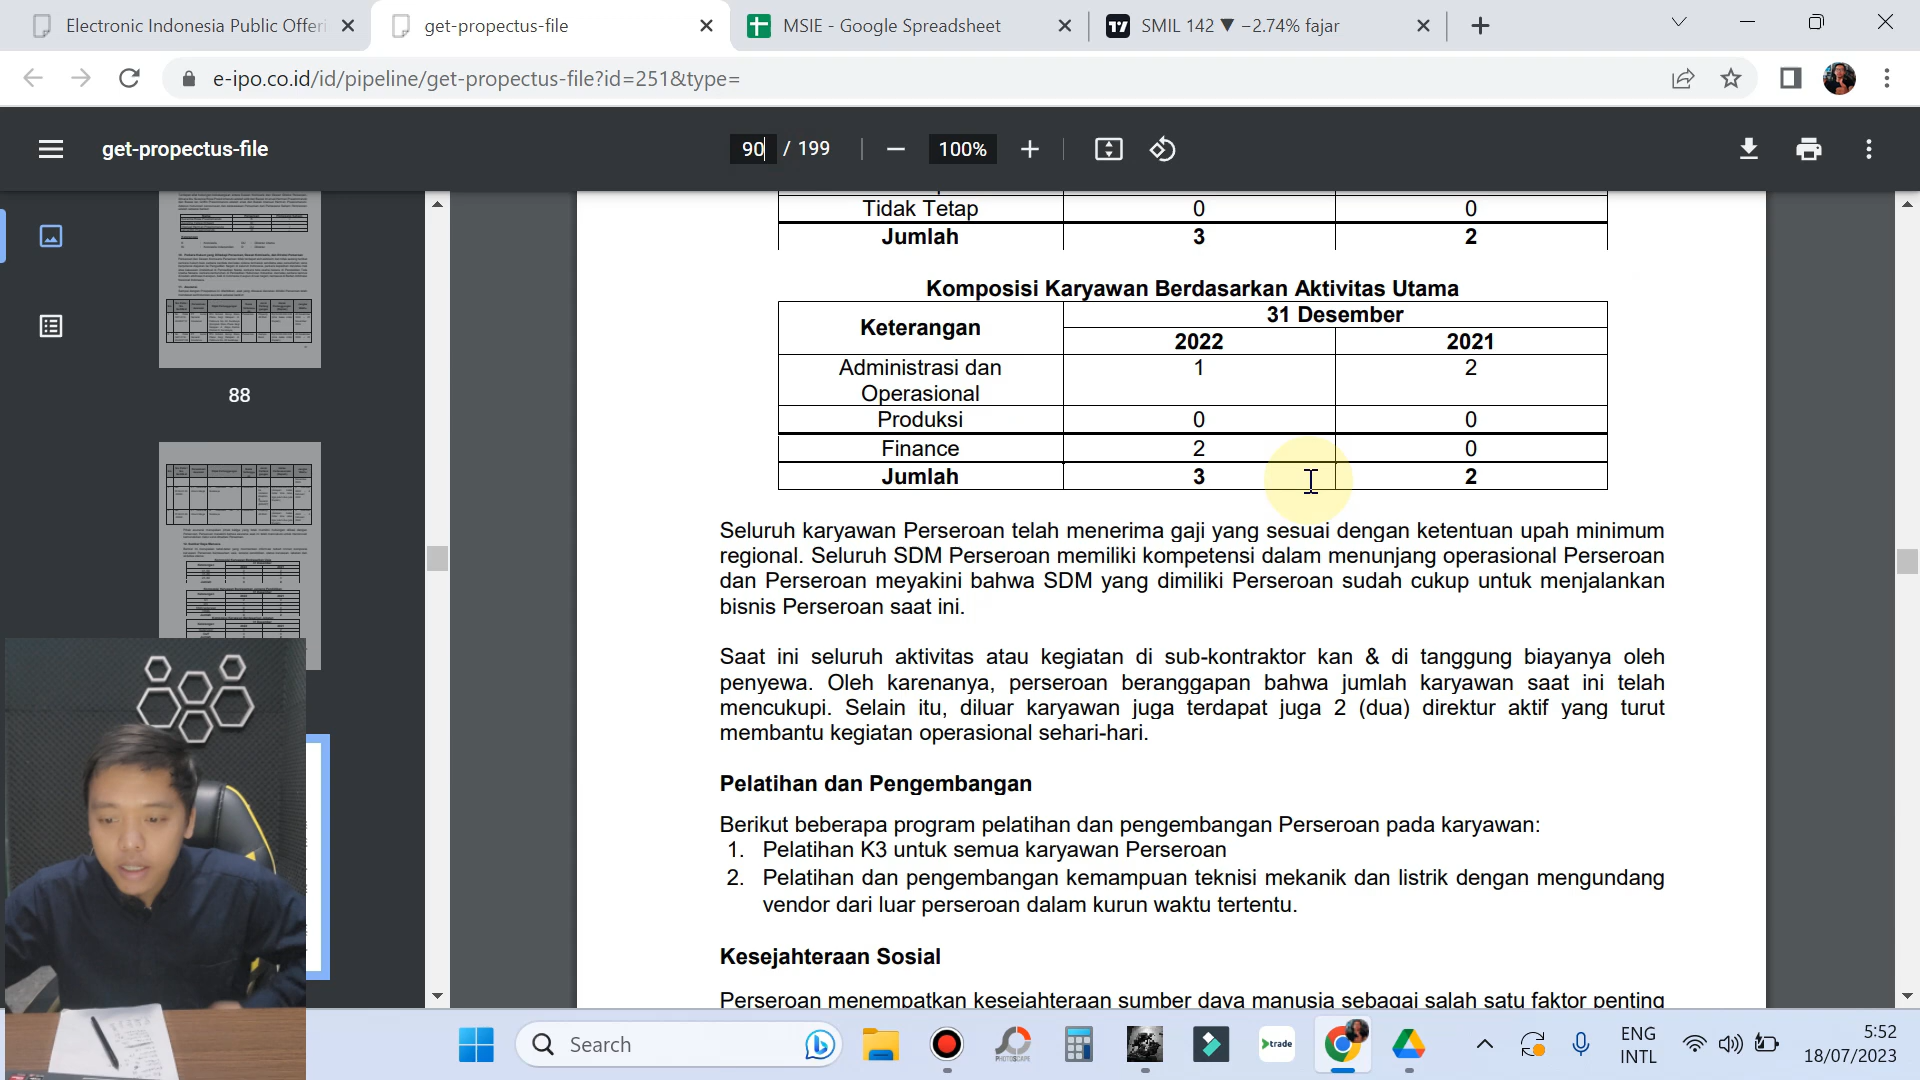 Electronic Indonesia Public Offeri
get-propectus-file
MSIE - Google Spreadsheet
SMIL 142 ▼ −2.74% fajar
e-ipo.co.id/id/pipeline/get-propectus-file?id=251&type=
get-propectus-file
90 / 199
100%
88
Tidak Tetap 0 0
Jumlah 3 2
Komposisi Karyawan Berdasarkan Aktivitas Utama
Keterangan 31 Desember
2022 2021
Administrasi dan 1 2
Operasional
Produksi 0 0
Finance 2 0
Jumlah 3 2
Seluruh karyawan Perseroan telah menerima gaji yang sesuai dengan ketentuan upah minimum
regional. Seluruh SDM Perseroan memiliki kompetensi dalam menunjang operasional Perseroan
dan Perseroan meyakini bahwa SDM yang dimiliki Perseroan sudah cukup untuk menjalankan
bisnis Perseroan saat ini.
Saat ini seluruh aktivitas atau kegiatan di sub-kontraktor kan & di tanggung biayanya oleh
penyewa. Oleh karenanya, perseroan beranggapan bahwa jumlah karyawan saat ini telah
mencukupi. Selain itu, diluar karyawan juga terdapat juga 2 (dua) direktur aktif yang turut
membantu kegiatan operasional sehari-hari.
Pelatihan dan Pengembangan
Berikut beberapa program pelatihan dan pengembangan Perseroan pada karyawan:
1. Pelatihan K3 untuk semua karyawan Perseroan
2. Pelatihan dan pengembangan kemampuan teknisi mekanik dan listrik dengan mengundang
vendor dari luar perseroan dalam kurun waktu tertentu.
Kesejahteraan Sosial
Perseroan menempatkan kesejahteraan sumber daya manusia sebagai salah satu faktor penting
Search
PHOTOSCAPE
trade
ENG
INTL
5:52
18/07/2023